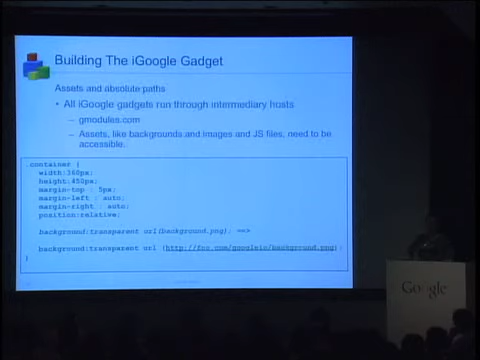 Building The iGoogle Gadget
Assets and absolute paths
• All iGoogle gadgets run through intermediary hosts
– gmodules.com
– Assets, like backgrounds and images and JS files, need to be
accessible.
.container {
width:360px;
height:450px;
margin-top : 5px;
margin-left : auto;
margin-right : auto;
position:relative;
background:transparent url(background.png); ==>
background:transparent url (http://foo.com/googleio/background.png);
}
Google